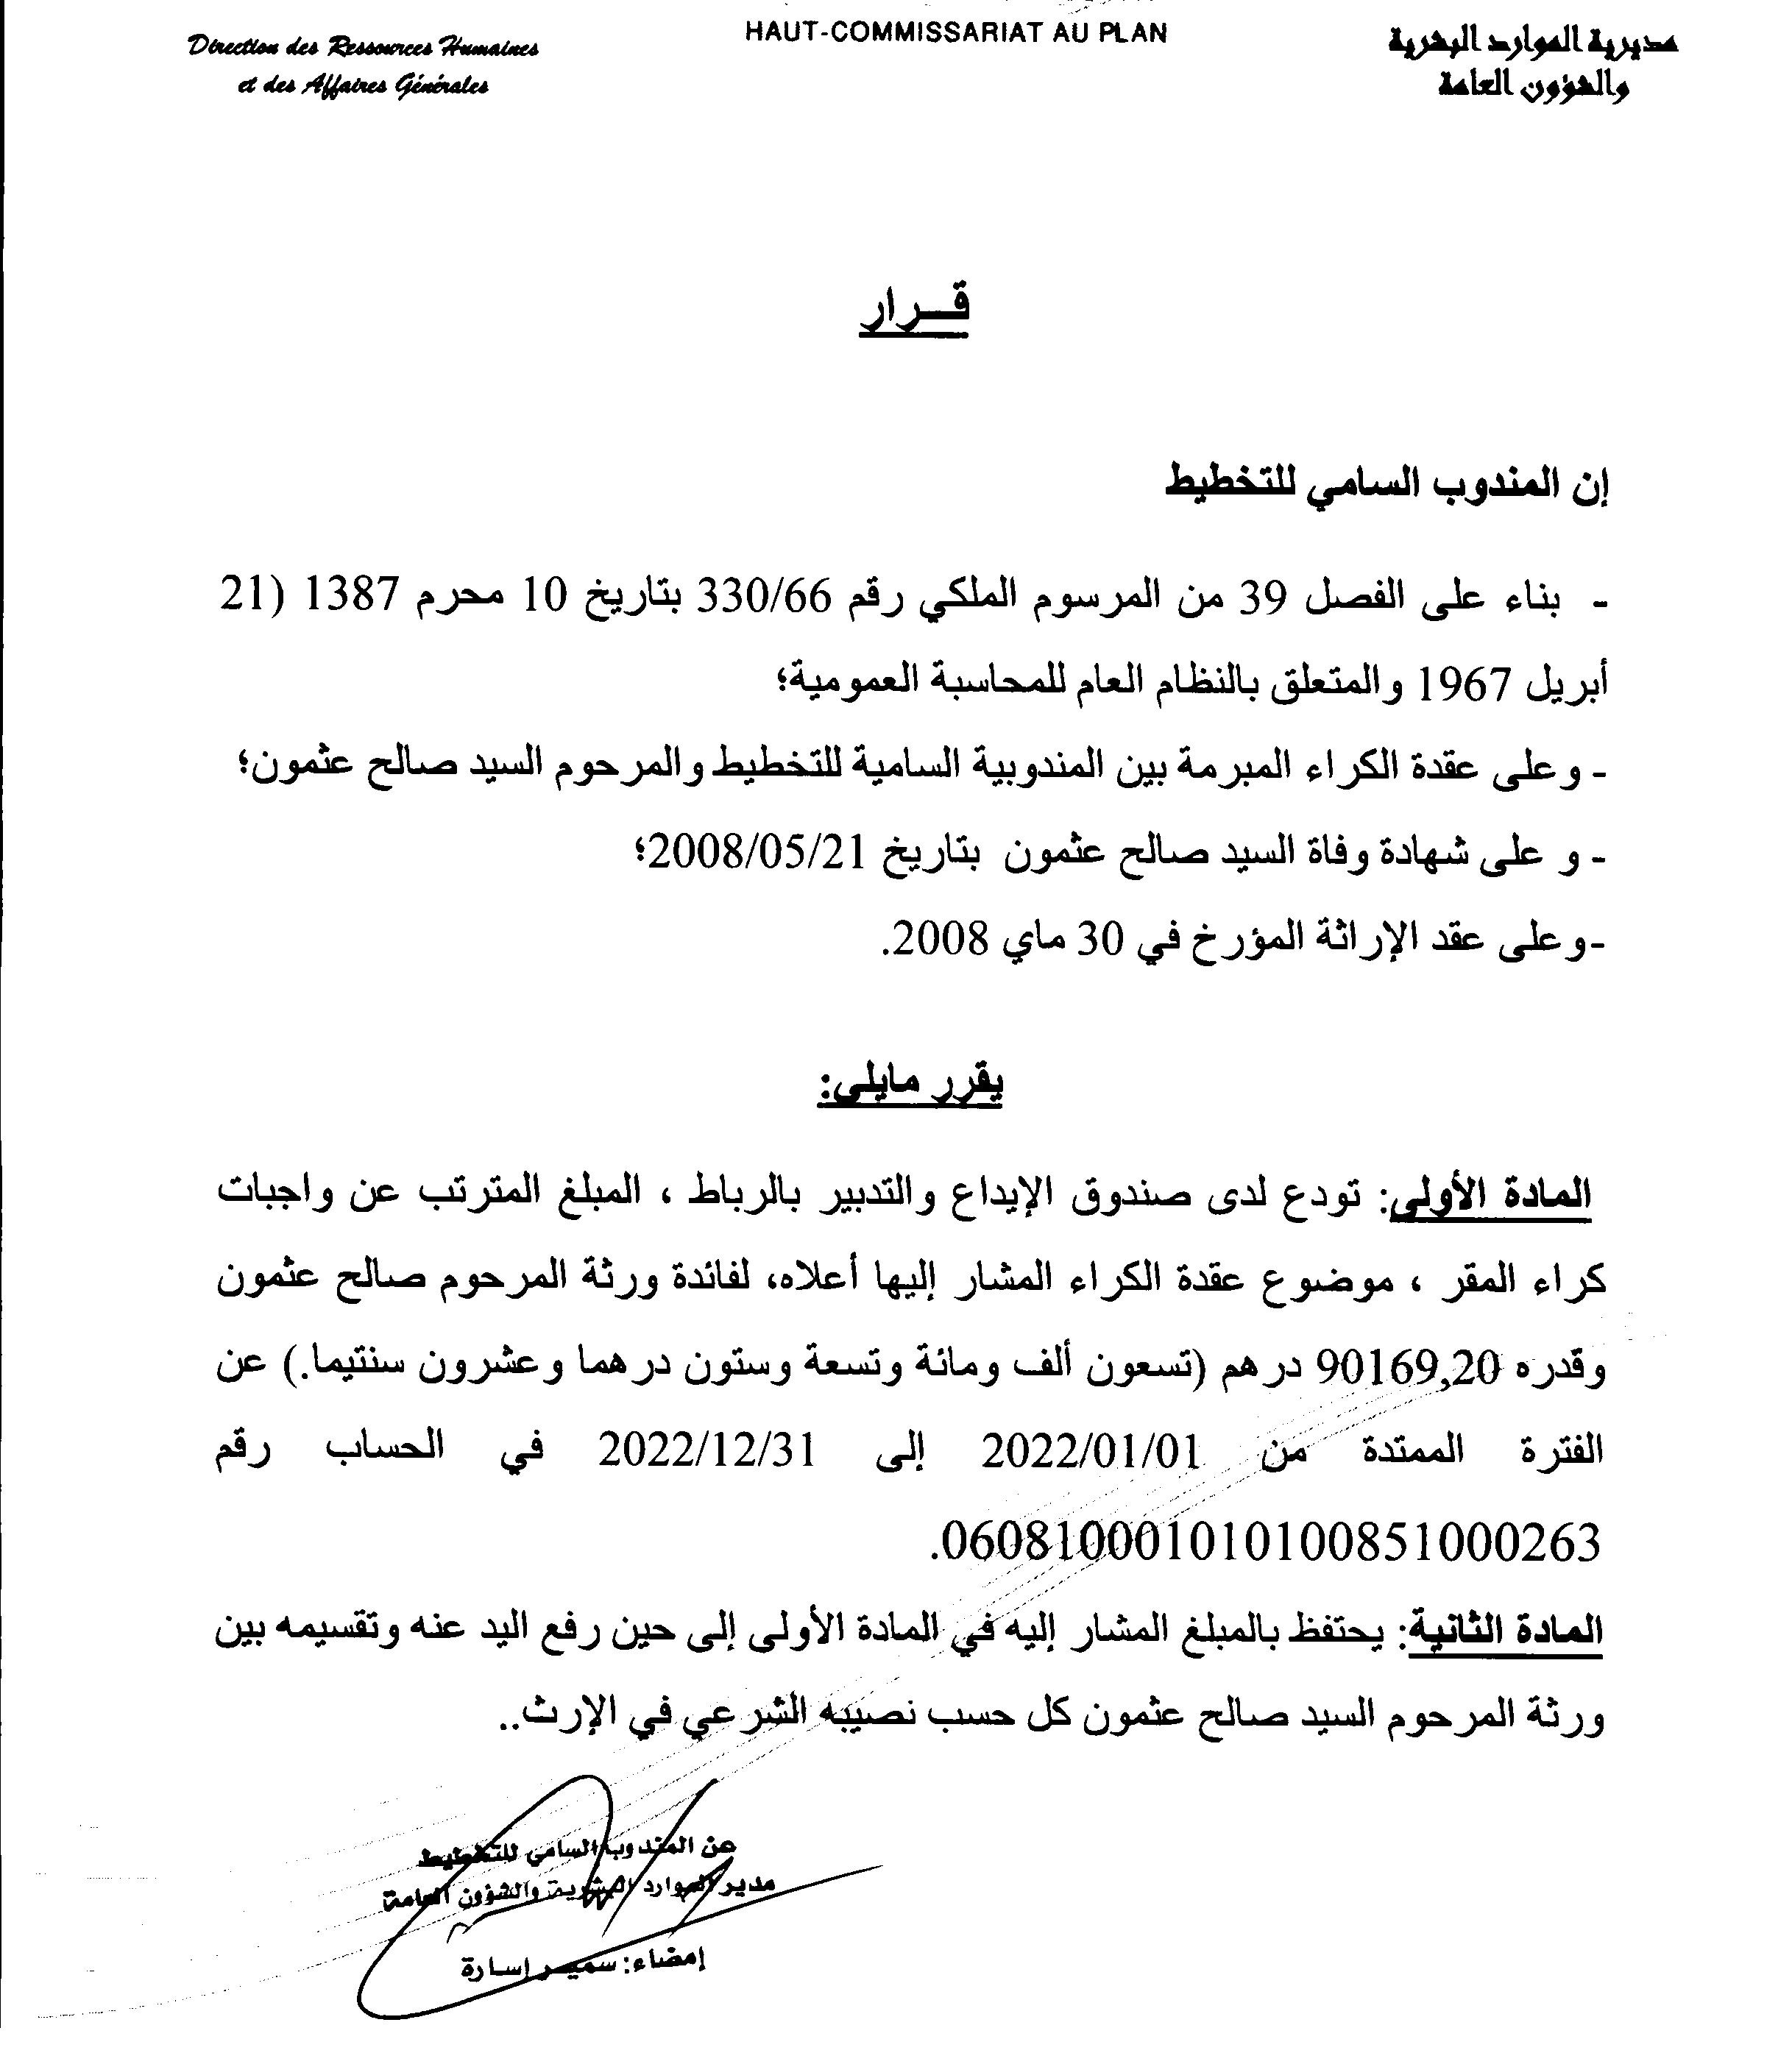 HAUT-COMMISSARIAT AU PLAN
Direction des Ressources Humaines
et des Affaires Générales
مديرية الموارد البشرية
والشؤون العامة
قـــرار
إن المندوب السامي للتخطيط
- بناء على الفصل 39 من المرسوم الملكي رقم 330/66 بتاريخ 10 محرم 1387 (21
أبريل 1967 والمتعلق بالنظام العام للمحاسبة العمومية؛
- وعلى عقدة الكراء المبرمة بين المندوبية السامية للتخطيط والمرحوم السيد صالح عثمون؛
- و على شهادة وفاة السيد صالح عثمون بتاريخ 2008/05/21؛
-وعلى عقد الإراثة المؤرخ في 30 ماي 2008.
يقرر مايلي:
المادة الأولى: تودع لدى صندوق الإيداع والتدبير بالرباط ، المبلغ المترتب عن واجبات
كراء المقر ، موضوع عقدة الكراء المشار إليها أعلاه، لفائدة ورثة المرحوم صالح عثمون
وقدره 90169,20 درهم (تسعون ألف ومائة وتسعة وستون درهما وعشرون سنتيما.) عن
الفترة الممتدة من 2022/01/01 إلى 2022/12/31 في الحساب رقم
060810001010100851000263.
المادة الثانية: يحتفظ بالمبلغ المشار إليه في المادة الأولى إلى حين رفع اليد عنه وتقسيمه بين
ورثة المرحوم السيد صالح عثمون كل حسب نصيبه الشرعي في الإرث..
عن المندوب السامي للتخطيط
مدير الموارد البشرية والشؤون العامة
إمضاء: سميــر إسارة